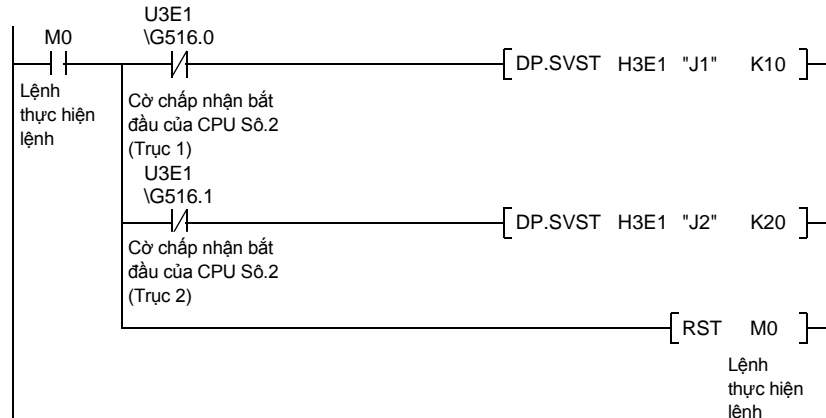 U3E1
M0 \G516.0
DP.SVST H3E1 "J1" K10
Lệnh
thực hiện
lệnh
Cờ chấp nhận bắt
đầu của CPU Sô.2
(Trục 1)
U3E1
\G516.1
DP.SVST H3E1 "J2" K20
Cờ chấp nhận bắt
đầu của CPU Sô.2
(Trục 2)
RST M0
Lệnh
thực hiện
lệnh